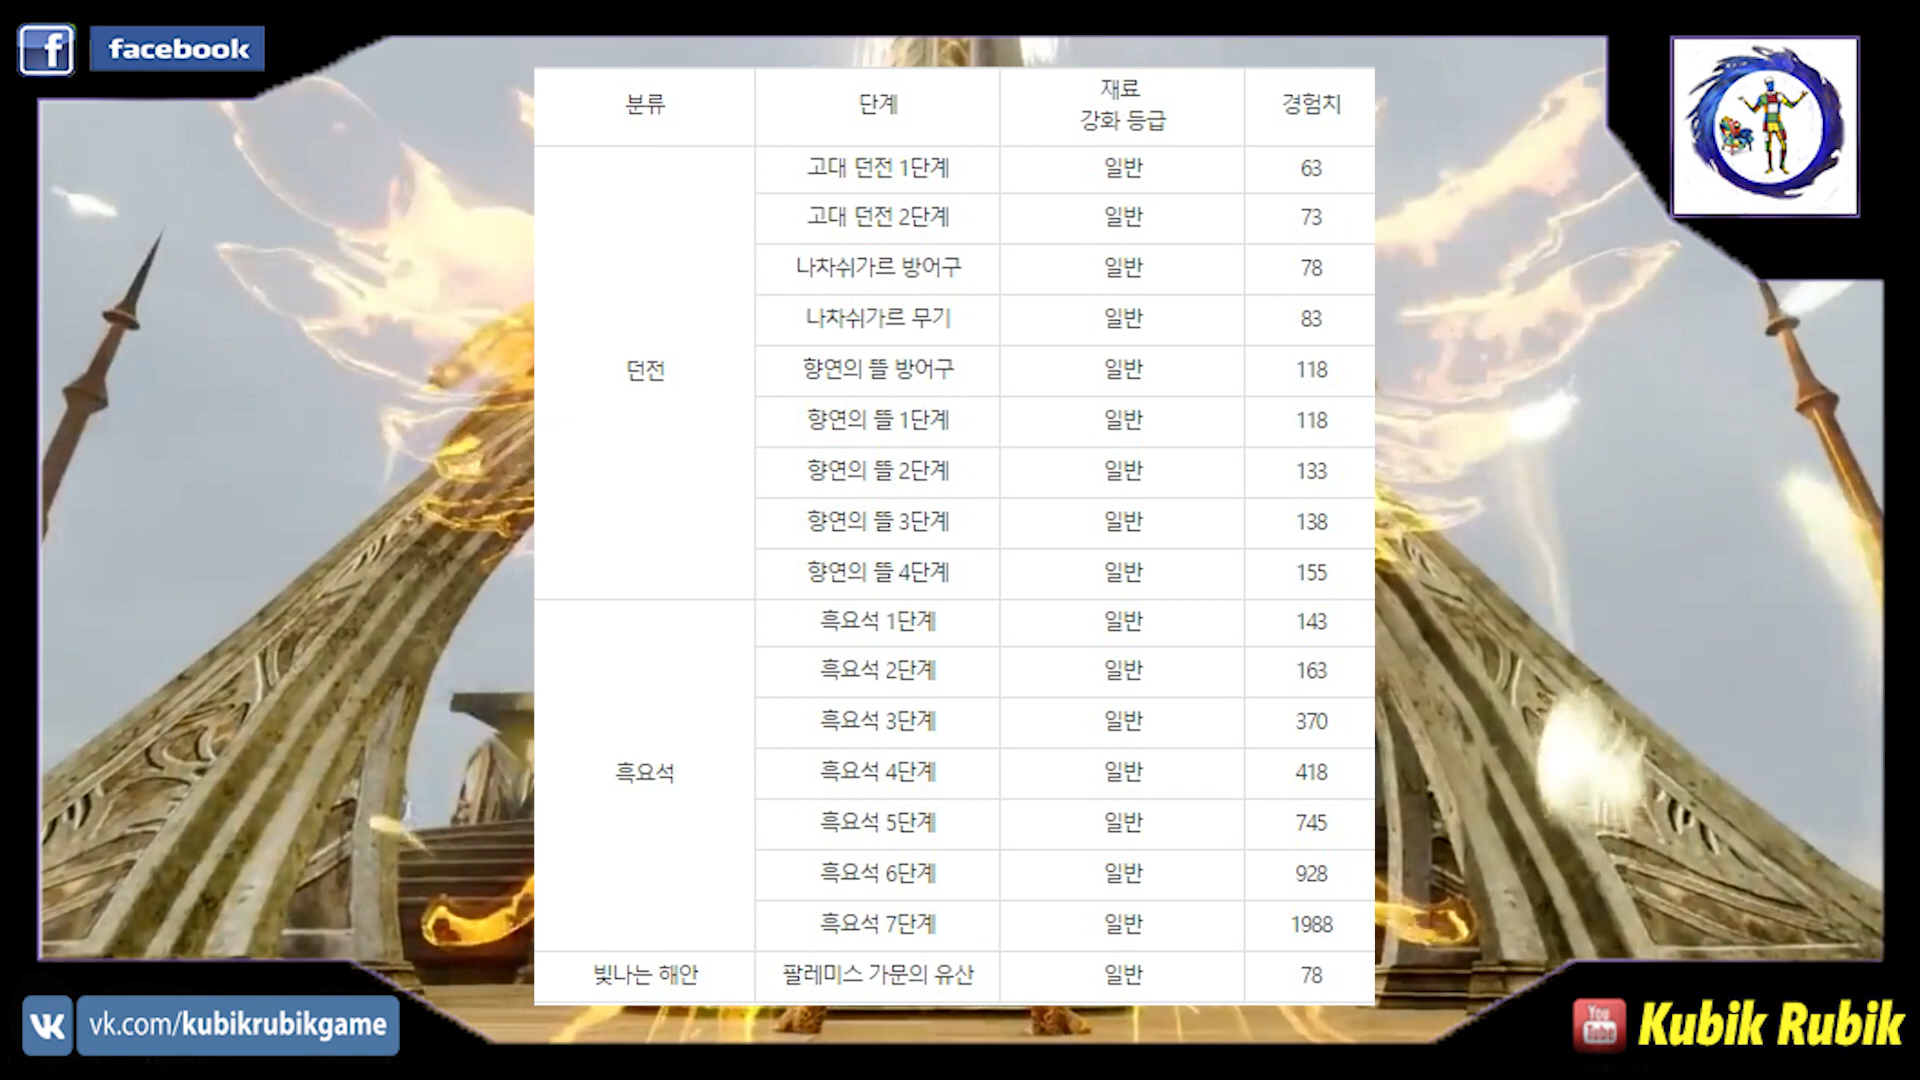 f facebook
분류 단계 재료 강화 등급 경험치
던전
고대 던전 1단계 일반 63
고대 던전 2단계 일반 73
나차쉬가르 방어구 일반 78
나차쉬가르 무기 일반 83
향연의 뜰 방어구 일반 118
향연의 뜰 1단계 일반 118
향연의 뜰 2단계 일반 133
향연의 뜰 3단계 일반 138
향연의 뜰 4단계 일반 155
흑요석
흑요석 1단계 일반 143
흑요석 2단계 일반 163
흑요석 3단계 일반 370
흑요석 4단계 일반 418
흑요석 5단계 일반 745
흑요석 6단계 일반 928
흑요석 7단계 일반 1988
빛나는 해안 팔레미스 가문의 유산 일반 78
vk.com/kubikrubikgame
You Tube Kubik Rubik